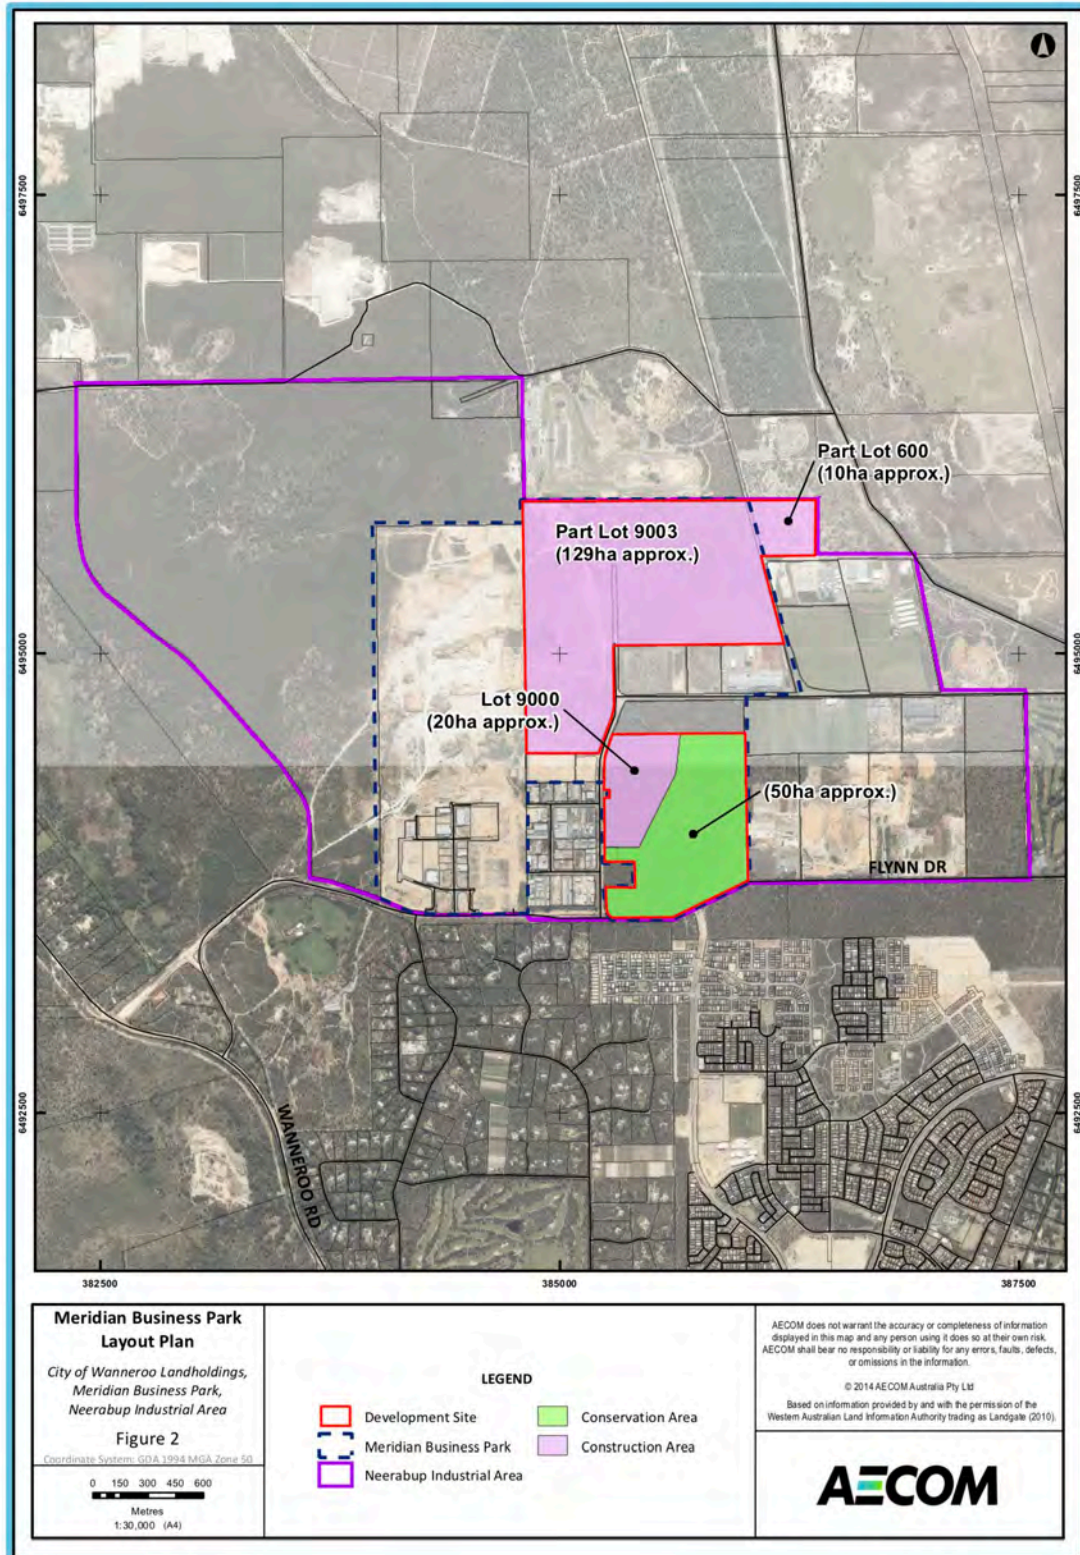 6497500
6497500
Part Lot 600
(10ha approx.)
Part Lot 9003
(129ha approx.)
6495000
6495000
Lot 9000
(20ha approx.)
(50ha approx.)
FLYNN DR
6492500
6492500
WANNEROO RD
382500
385000
387500
Meridian Business Park
Layout Plan
City of Wanneroo Landholdings,
Meridian Business Park,
Neerabup Industrial Area
Figure 2
Coordinate System: GDA 1994 MGA Zone 50
0 150 300 450 600
Metres
1:30,000 (A4)
LEGEND
Development Site
Meridian Business Park
Neerabup Industrial Area
Conservation Area
Construction Area
AECOM does not warrant the accuracy or completeness of information
displayed in this map and any person using it does so at their own risk.
AECOM shall bear no responsibility or liability for any errors, faults, defects,
or omissions in the information.
© 2014 AECOM Australia Pty Ltd
Based on information provided by and with the permission of the
Western Australian Land Information Authority trading as Landgate (2010).
AECOM